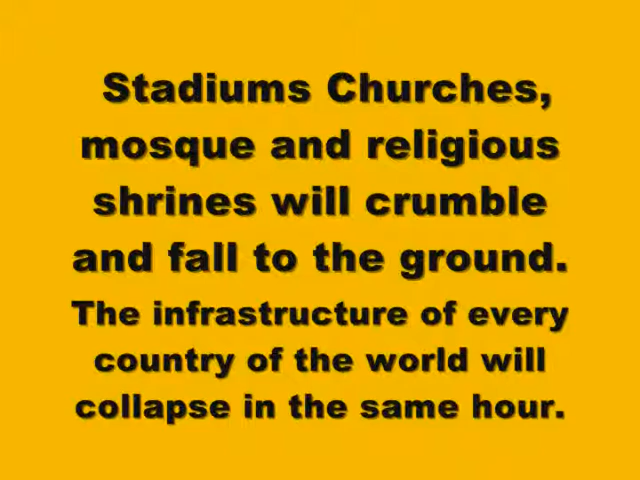 Stadiums Churches,
mosque and religious
shrines will crumble
and fall to the ground.
The infrastructure of every
country of the world will
collapse in the same hour.